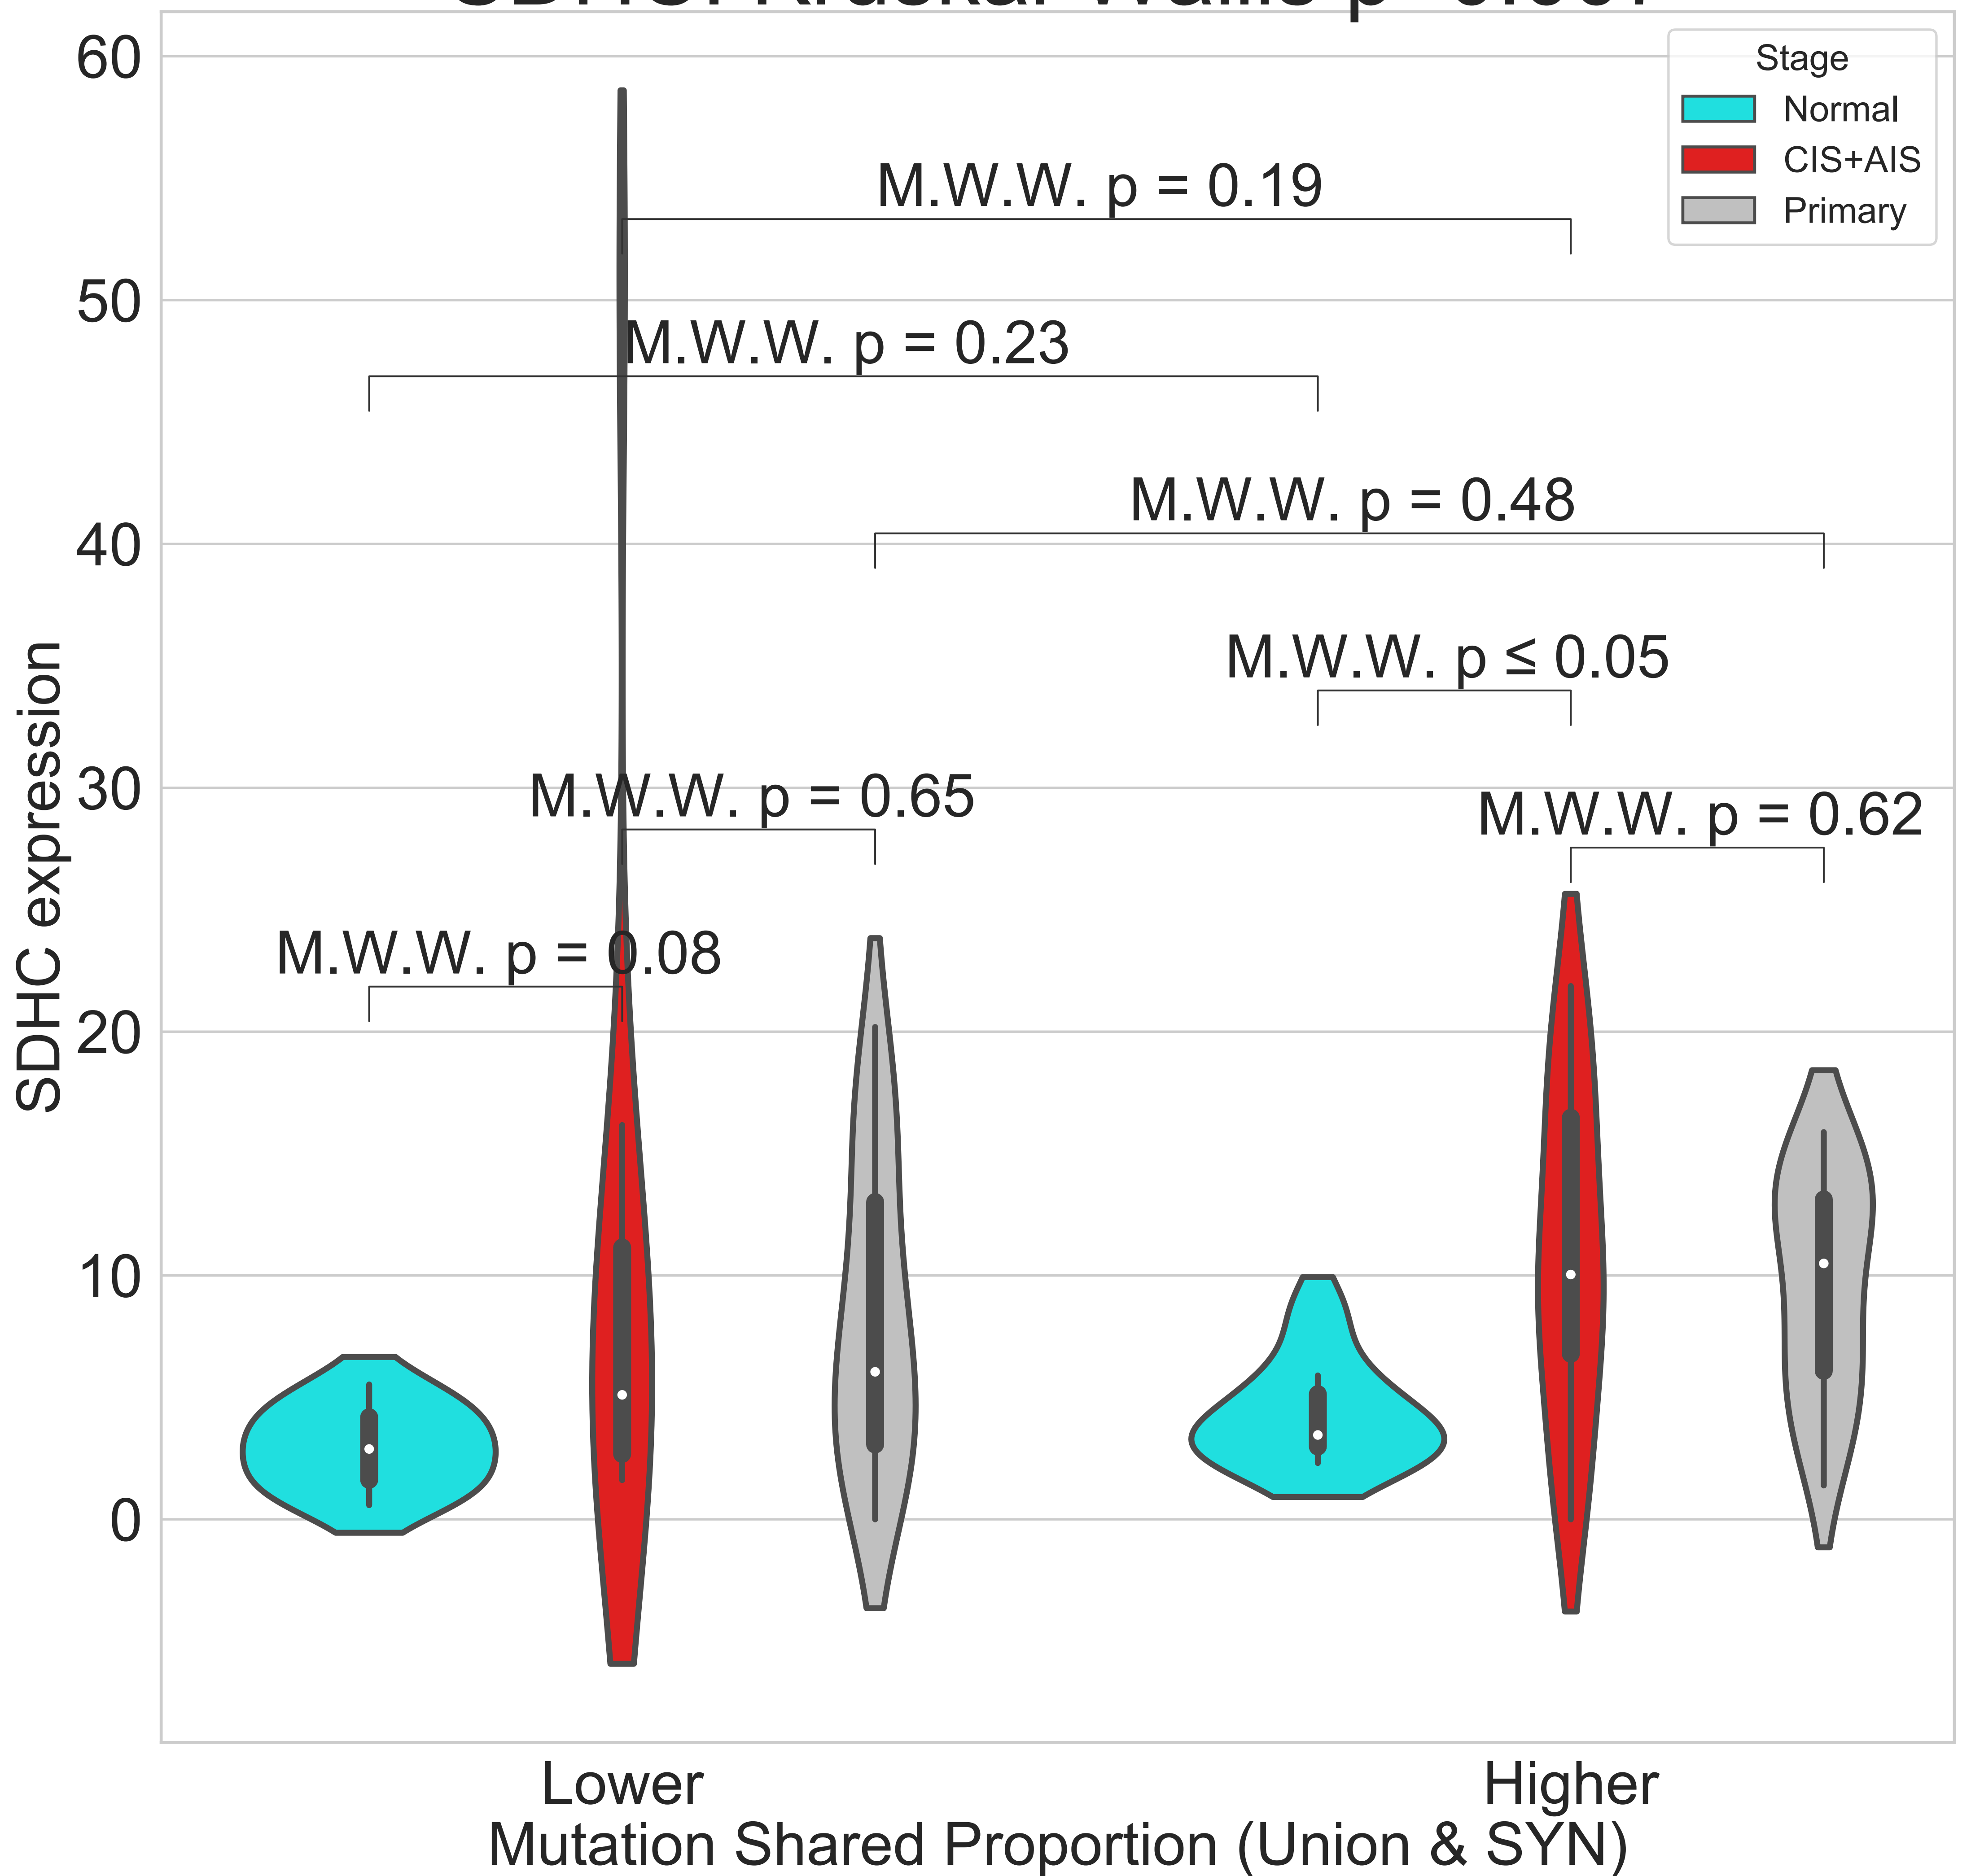 60
50
40
30
20
10
0
SDHC expression
Stage
Normal
CIS+AIS
Primary
M.W.W. p = 0.19
M.W.W. p = 0.23
M.W.W. p = 0.48
M.W.W. p ≤ 0.05
M.W.W. p = 0.65
M.W.W. p = 0.62
M.W.W. p = 0.08
Lower
Higher
Mutation Shared Proportion (Union & SYN)